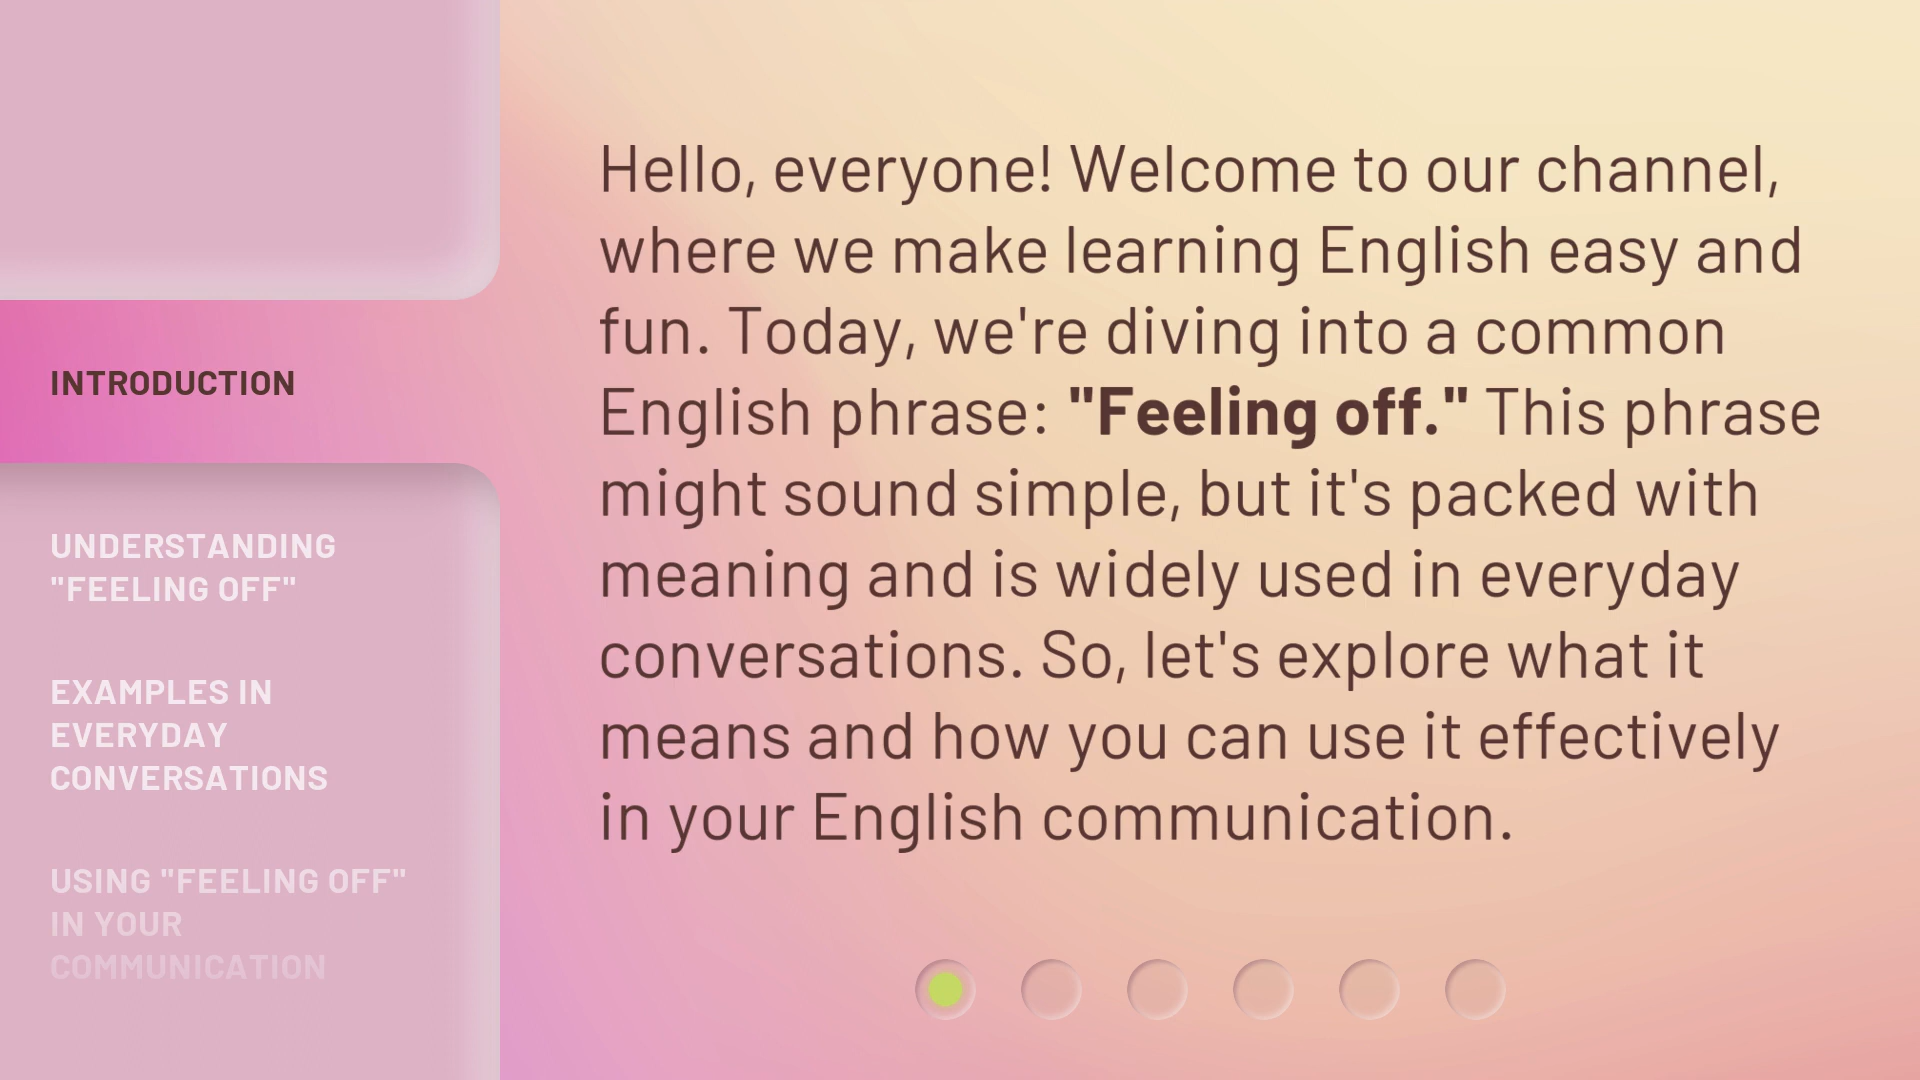 INTRODUCTION
UNDERSTANDING
"FEELING OFF"
EXAMPLES IN
EVERYDAY
CONVERSATIONS
USING "FEELING OFF"
IN YOUR
COMMUNICATION
Hello, everyone! Welcome to our channel,
where we make learning English easy and
fun. Today, we're diving into a common
English phrase: "Feeling off." This phrase
might sound simple, but it's packed with
meaning and is widely used in everyday
conversations. So, let's explore what it
means and how you can use it effectively
in your English communication.